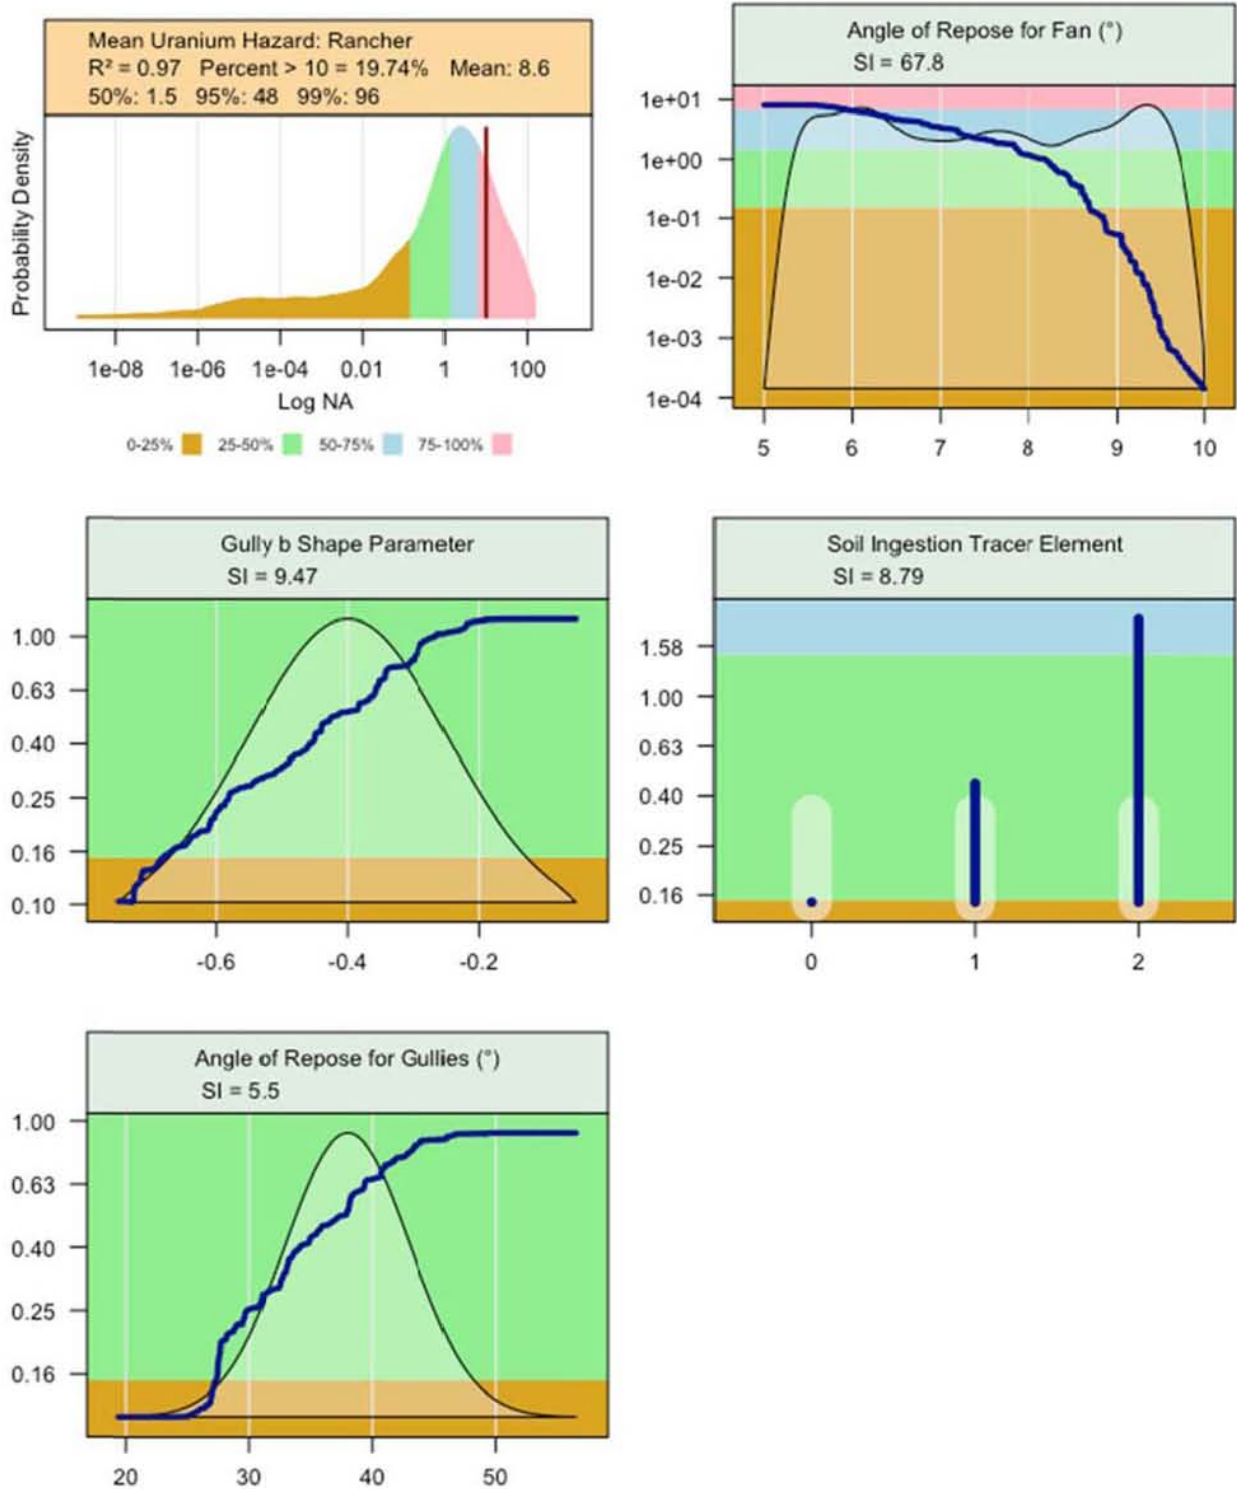 Mean Uranium Hazard: Rancher
R² = 0.97 Percent > 10 = 19.74% Mean: 8.6
50%: 1.5 95%: 48 99%: 96
Probability Density
1e-08 1e-06 1e-04 0.01 1 100
Log NA
0-25% 25-50% 50-75% 75-100%
Angle of Repose for Fan (°)
SI = 67.8
1e+01
1e+00
1e-01
1e-02
1e-03
1e-04
5 6 7 8 9 10
Gully b Shape Parameter
SI = 9.47
1.00
0.63
0.40
0.25
0.16
0.10
-0.6 -0.4 -0.2
Soil Ingestion Tracer Element
SI = 8.79
1.58
1.00
0.63
0.40
0.25
0.16
0 1 2
Angle of Repose for Gullies (°)
SI = 5.5
1.00
0.63
0.40
0.25
0.16
20 30 40 50